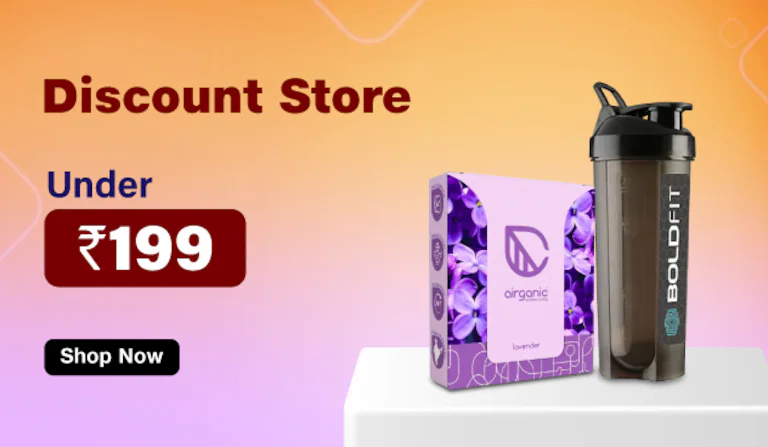 Discount Store
Under
₹199
Shop Now
airganic
lavender
BOLDFIT